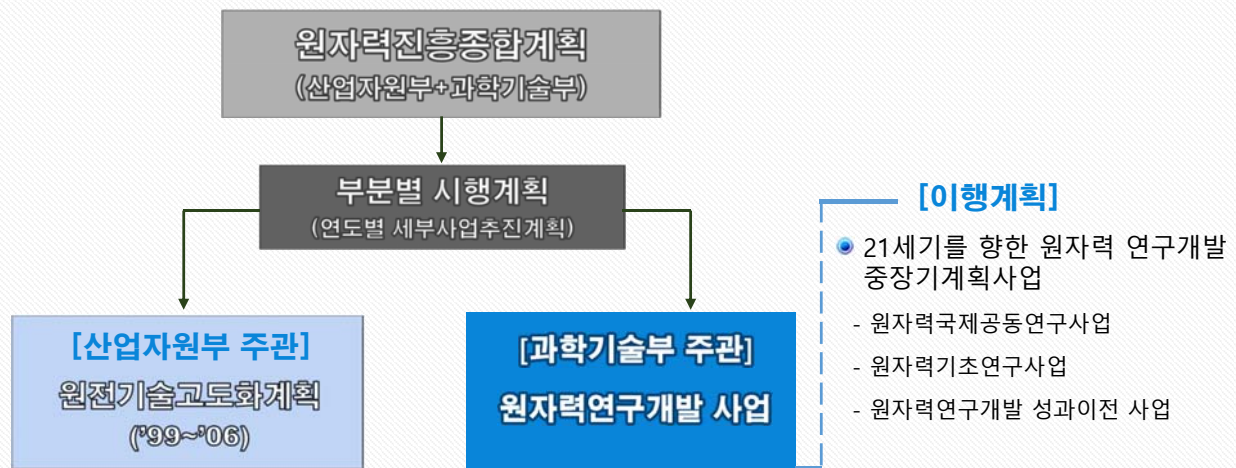 원자력진흥종합계획
(산업자원부+과학기술부)
부분별 시행계획
(연도별 세부사업추진계획)
[산업자원부 주관]
원전기술고도화계획
('99~'06)
[과학기술부 주관]
원자력연구개발 사업
[이행계획]
21세기를 향한 원자력 연구개발
중장기계획사업
- 원자력국제공동연구사업
- 원자력기초연구사업
- 원자력연구개발 성과이전 사업